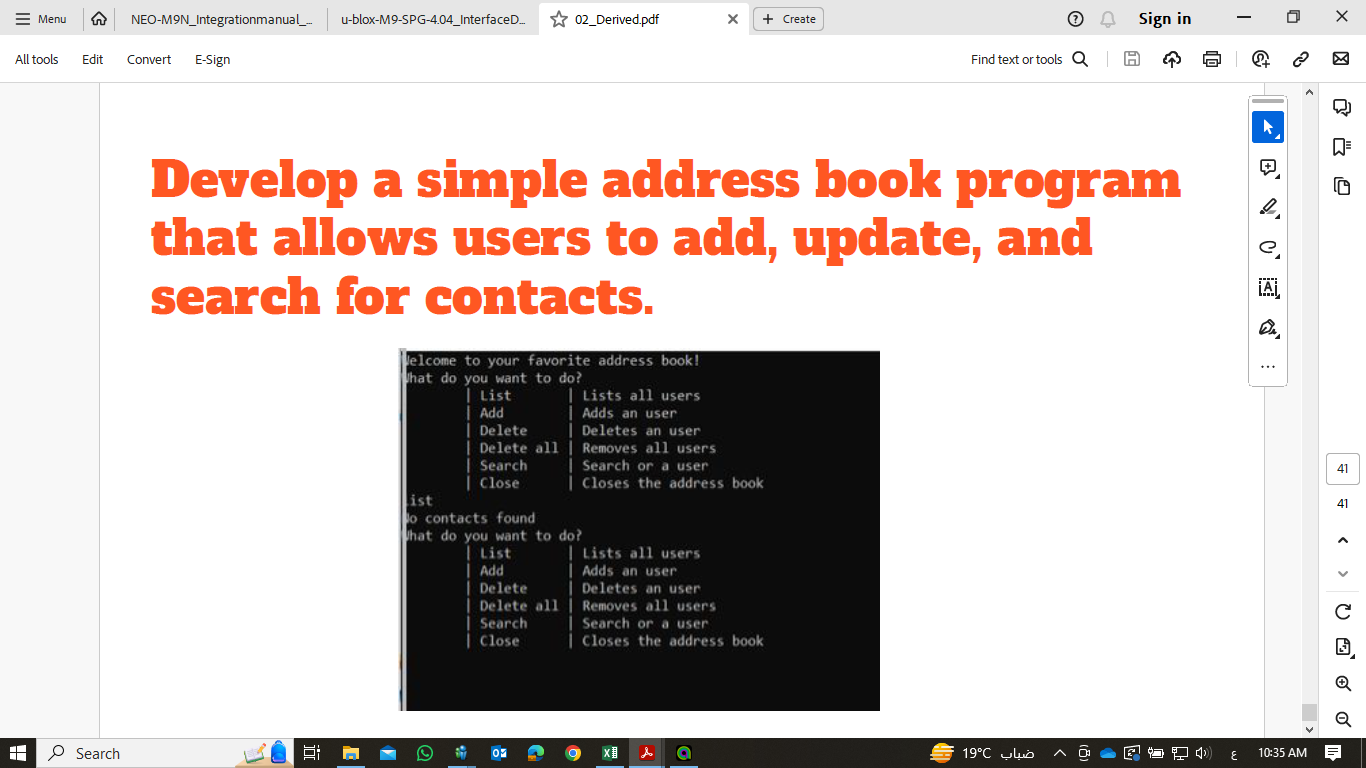 Menu
NEO-M9N_Integrationmanual_...
u-blox-M9-SPG-4.04_InterfaceD...
02_Derived.pdf
Create
Sign in
All tools
Edit
Convert
E-Sign
Find text or tools
Develop a simple address book program
that allows users to add, update, and
search for contacts.
Welcome to your favorite address book!
What do you want to do?
| List | Lists all users
| Add | Adds an user
| Delete | Deletes an user
| Delete all | Removes all users
| Search | Search or a user
| Close | Closes the address book
List
No contacts found
What do you want to do?
| List | Lists all users
| Add | Adds an user
| Delete | Deletes an user
| Delete all | Removes all users
| Search | Search or a user
| Close | Closes the address book
41
41
Search
19°C ضباب
ع
10:35 AM